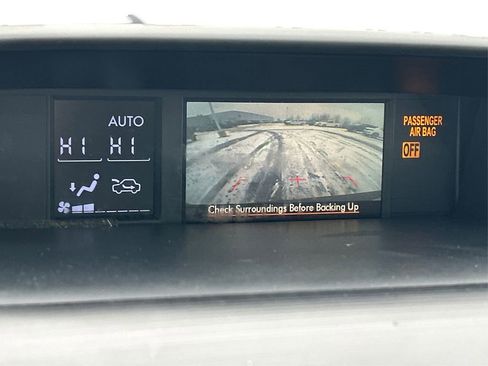 AUTO
HI HI
Check Surroundings Before Backing Up
PASSENGER
AIR BAG
OFF